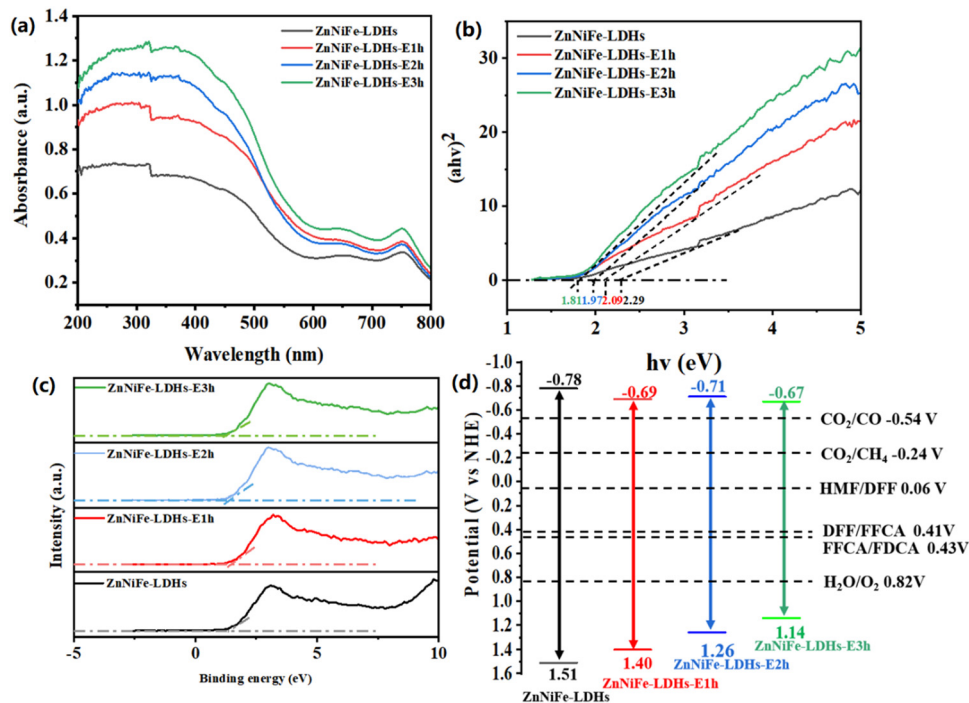 (a)
ZnNiFe-LDHs
ZnNiFe-LDHs-E1h
ZnNiFe-LDHs-E2h
ZnNiFe-LDHs-E3h
1.4
1.2
1.0
0.8
0.6
0.4
0.2
Absorbance (a.u.)
200 300 400 500 600 700 800
Wavelength (nm)
(b)
ZnNiFe-LDHs
ZnNiFe-LDHs-E1h
ZnNiFe-LDHs-E2h
ZnNiFe-LDHs-E3h
30
20
10
0
(ahv)²
1.81 1.97 2.09 2.29
1 2 3 4 5
hv (eV)
(c)
ZnNiFe-LDHs-E3h
ZnNiFe-LDHs-E2h
ZnNiFe-LDHs-E1h
ZnNiFe-LDHs
Intensity (a.u.)
-5 0 5 10
Binding energy (eV)
(d)
-1.0
-0.8
-0.6
-0.4
-0.2
0.0
0.2
0.4
0.6
0.8
1.0
1.2
1.4
1.6
Potential (V vs NHE)
-0.78 -0.69 -0.71 -0.67
CO₂/CO -0.54 V
CO₂/CH₄ -0.24 V
HMF/DFF 0.06 V
DFF/FFCA 0.41V
FFCA/FDCA 0.43V
H₂O/O₂ 0.82V
1.14
ZnNiFe-LDHs-E3h
1.26
ZnNiFe-LDHs-E2h
1.40
ZnNiFe-LDHs-E1h
1.51
ZnNiFe-LDHs